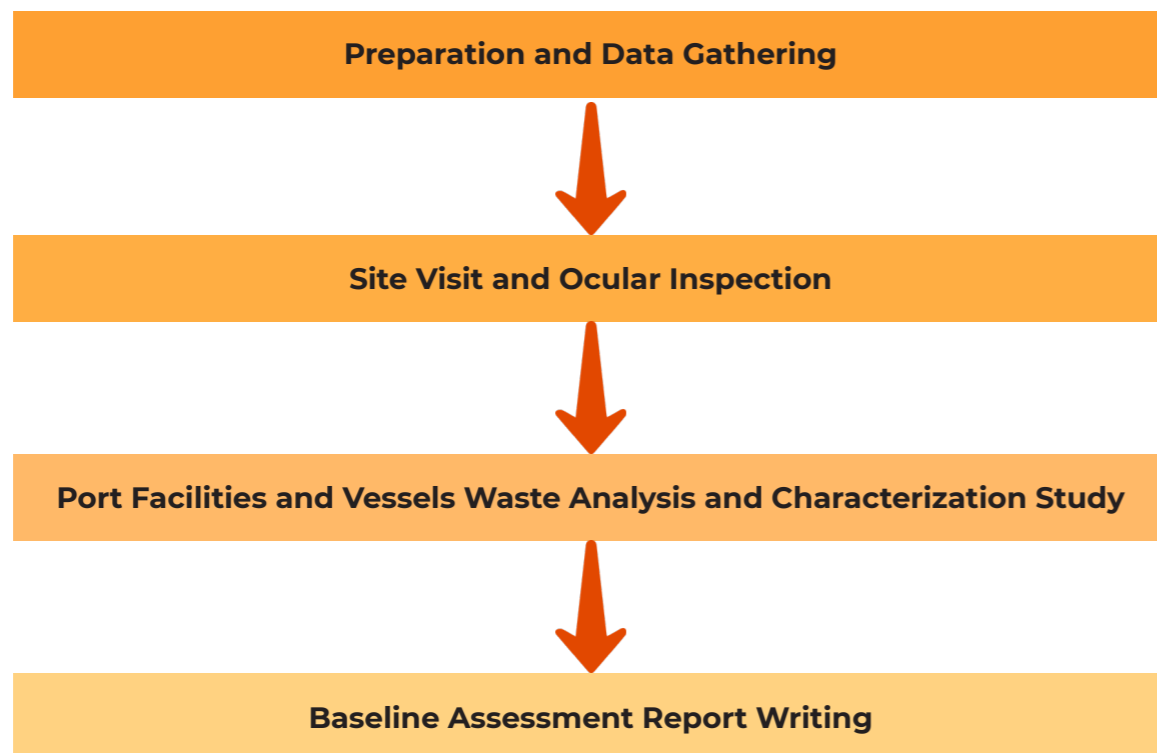 Preparation and Data Gathering
Site Visit and Ocular Inspection
Port Facilities and Vessels Waste Analysis and Characterization Study
Baseline Assessment Report Writing